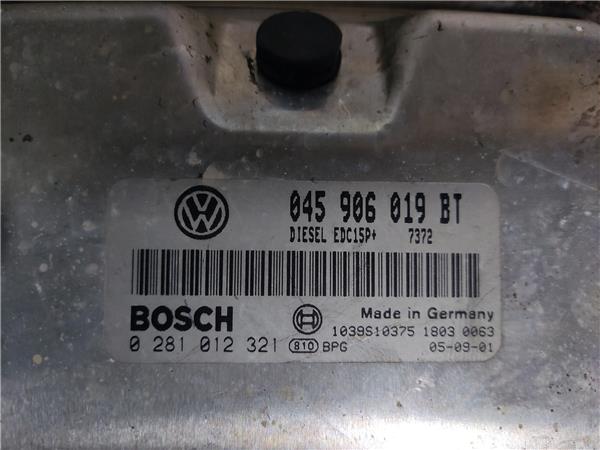 045 906 019 BT
DIESEL EDC15P+ 7372
BOSCH
Made in Germany
1039S10375 1803 0063
0 281 012 321 810 BPG 05-09-01